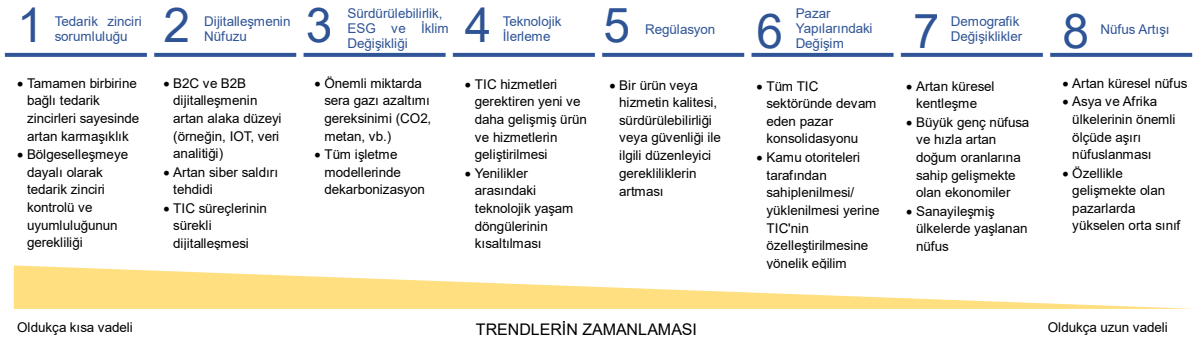 1
Tedarik zinciri
sorumluluğu
2
Dijitalleşmenin
Nüfuzu
3
Sürdürülebilirlik,
ESG ve İklim
Değişikliği
4
Teknolojik
İlerleme
5
Regülasyon
6
Pazar
Yapılarındaki
Değişim
7
Demografik
Değişiklikler
8
Nüfus Artışı
• Tamamen birbirine
bağlı tedarik
zincirleri sayesinde
artan karmaşıklık
• Bölgeselleşmeye
dayalı olarak
tedarik zinciri
kontrolü ve
uyumluluğunun
gerekliliği
• B2C ve B2B
dijitalleşmenin
artan alaka düzeyi
(örneğin, IOT, veri
analitiği)
• Artan siber saldırı
tehdidi
• TIC süreçlerinin
sürekli
dijitalleşmesi
• Önemli miktarda
sera gazı azaltımı
gereksinimi (CO2,
metan, vb.)
• Tüm işletme
modellerinde
dekarbonizasyon
• TIC hizmetleri
gerektiren yeni ve
daha gelişmiş ürün
ve hizmetlerin
geliştirilmesi
• Yenilikler
arasındaki
teknolojik yaşam
döngülerinin
kısaltılması
• Bir ürün veya
hizmetin kalitesi,
sürdürülebilirliği
veya güvenliği ile
ilgili düzenleyici
gerekliliklerin
artması
• Tüm TIC
sektöründe devam
eden pazar
konsolidasyonu
• Kamu otoriteleri
tarafından
sahiplenilmesi/
yüklenilmesi yerine
TIC'nin
özelleştirilmesine
yönelik eğilim
• Artan küresel
kentleşme
• Büyük genç nüfusa
ve hızla artan
doğum oranlarına
sahip gelişmekte
olan ekonomiler
• Sanayileşmiş
ülkelerde yaşlanan
nüfus
• Artan küresel nüfus
• Asya ve Afrika
ülkelerinin önemli
ölçüde aşırı
nüfuslanması
• Özellikle
gelişmekte olan
pazarlarda
yükselen orta sınıf
Oldukça kısa vadeli
TRENDLERİN ZAMANLAMASI
Oldukça uzun vadeli